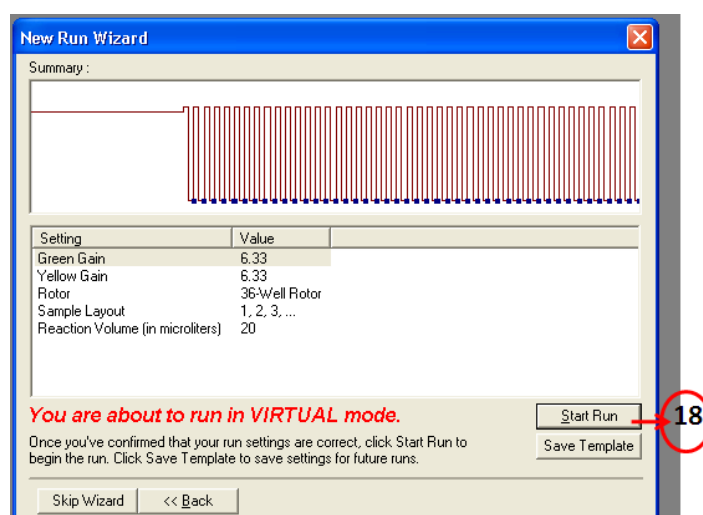 New Run Wizard
Summary :
Setting Value
Green Gain 6.33
Yellow Gain 6.33
Rotor 36-Well Rotor
Sample Layout 1, 2, 3, ...
Reaction Volume (in microliters) 20
You are about to run in VIRTUAL mode.
Start Run 18
Once you've confirmed that your run settings are correct, click Start Run to
begin the run. Click Save Template to save settings for future runs.
Save Template
Skip Wizard << Back